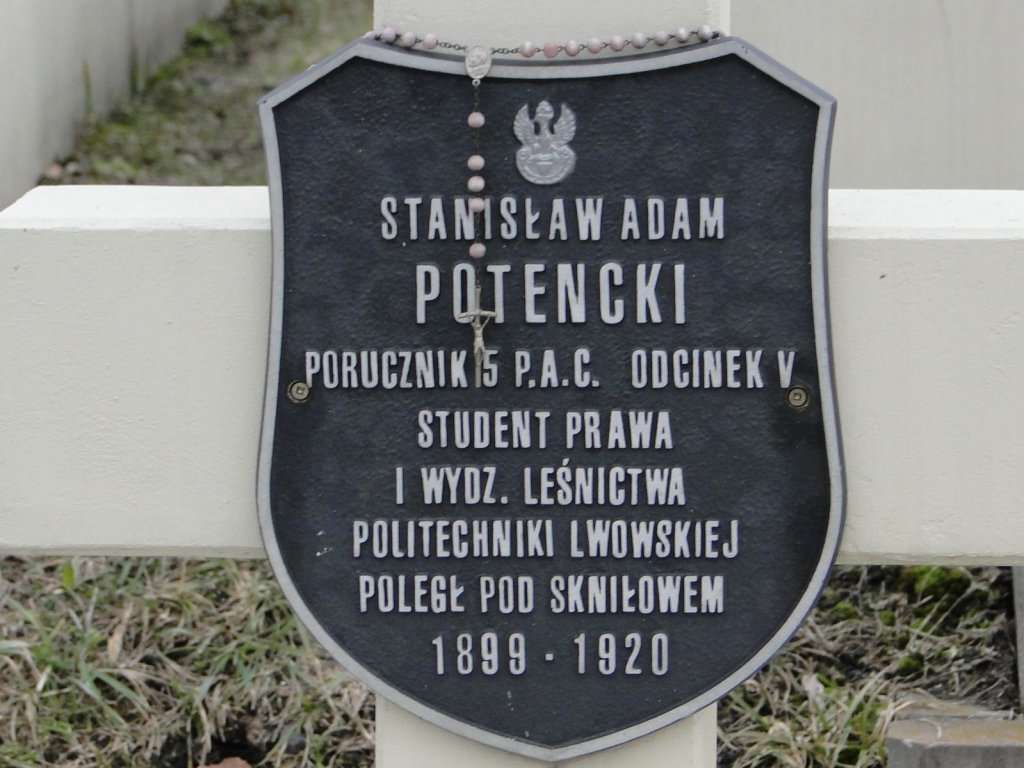 STANISŁAW ADAM
POTENCKI
PORUCZNIK 5 P.A.C. ODCINEK V
STUDENT PRAWA
I WYDZ. LEŚNICTWA
POLITECHNIKI LWOWSKIEJ
POLEGŁ POD SKNIŁOWEM
1899 - 1920